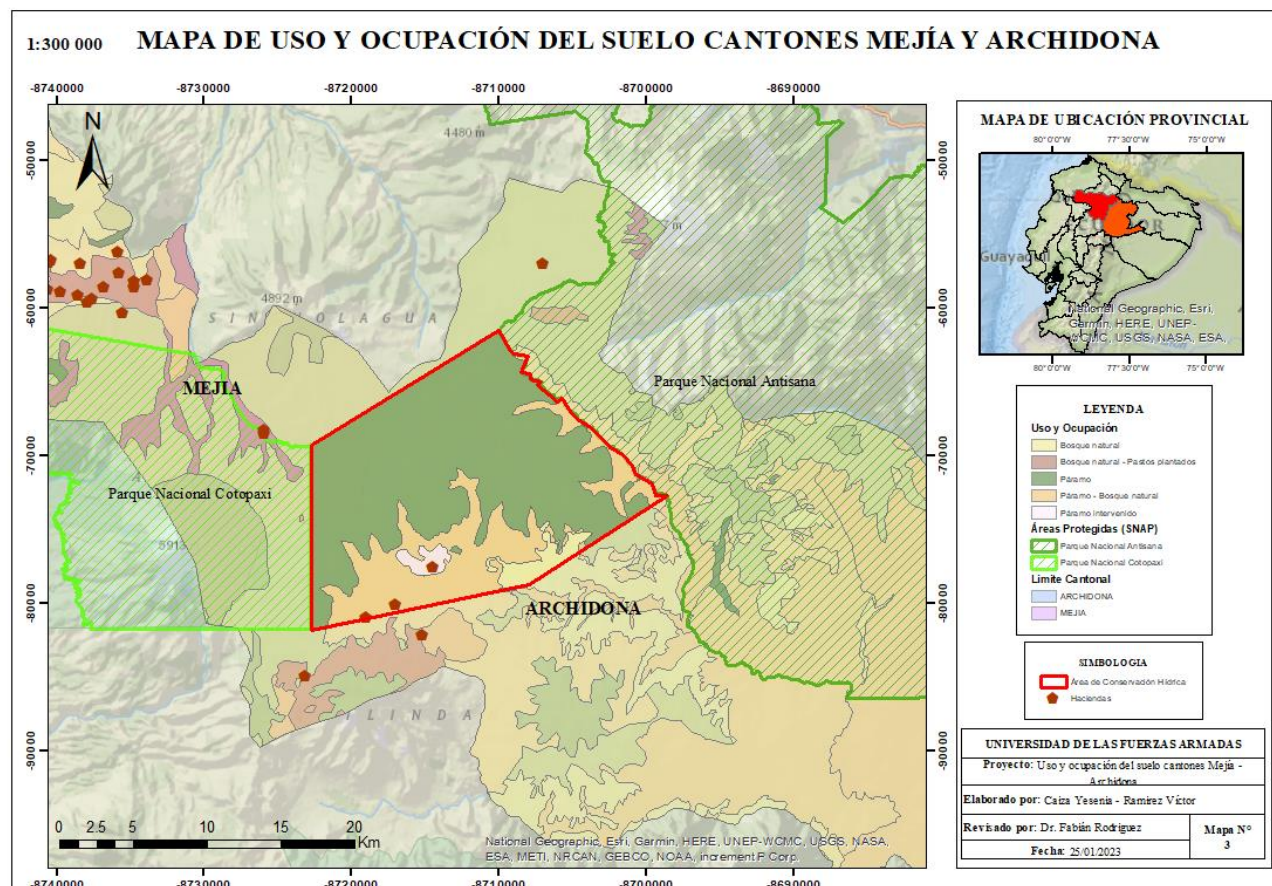 1:300 000
MAPA DE USO Y OCUPACIÓN DEL SUELO CANTONES MEJÍA Y ARCHIDONA
-8740000 -8730000 -8720000 -8710000 -8700000 -8690000
N
-50000
-60000
-70000
-80000
-90000
4480 m
4892 m
MEJIA
Parque Nacional Antisana
Parque Nacional Cotopaxi
ARCHIDONA
0 2.5 5 10 15 20
Km
National Geographic, Esri, Garmin, HERE, UNEP-WCMC, USGS, NASA,
ESA, METI, NRCAN, GEBCO, NOAA, increment P Corp.
-8740000 -8730000 -8720000 -8710000 -8700000 -8690000
-50000
-60000
-70000
-80000
-90000
MAPA DE UBICACIÓN PROVINCIAL
80°0'0"W 77°30'0"W 75°0'0"W
Guayaquil
National Geographic, Esri,
Garmin, HERE, UNEP-
WCMC, USGS, NASA, ESA,
80°0'0"W 77°30'0"W 75°0'0"W
LEYENDA
Uso y Ocupación
Bosque natural
Bosque natural - Pastos plantados
Páramo
Páramo - Bosque natural
Páramo Intervenido
Áreas Protegidas (SNAP)
Parque Nacional Antisana
Parque Nacional Cotopaxi
Limite Cantonal
ARCHIDONA
MEJIA
SIMBOLOGIA
Área de Conservación Hídrica
Haciendas
UNIVERSIDAD DE LAS FUERZAS ARMADAS
Proyecto: Uso y ocupación del suelo cantones Mejía -
Archidona
Elaborado por: Caiza Yesenia - Ramirez Víctor
Revisado por: Dr. Fabián Rodriguez
Fecha: 25/01/2023
Mapa N°
3